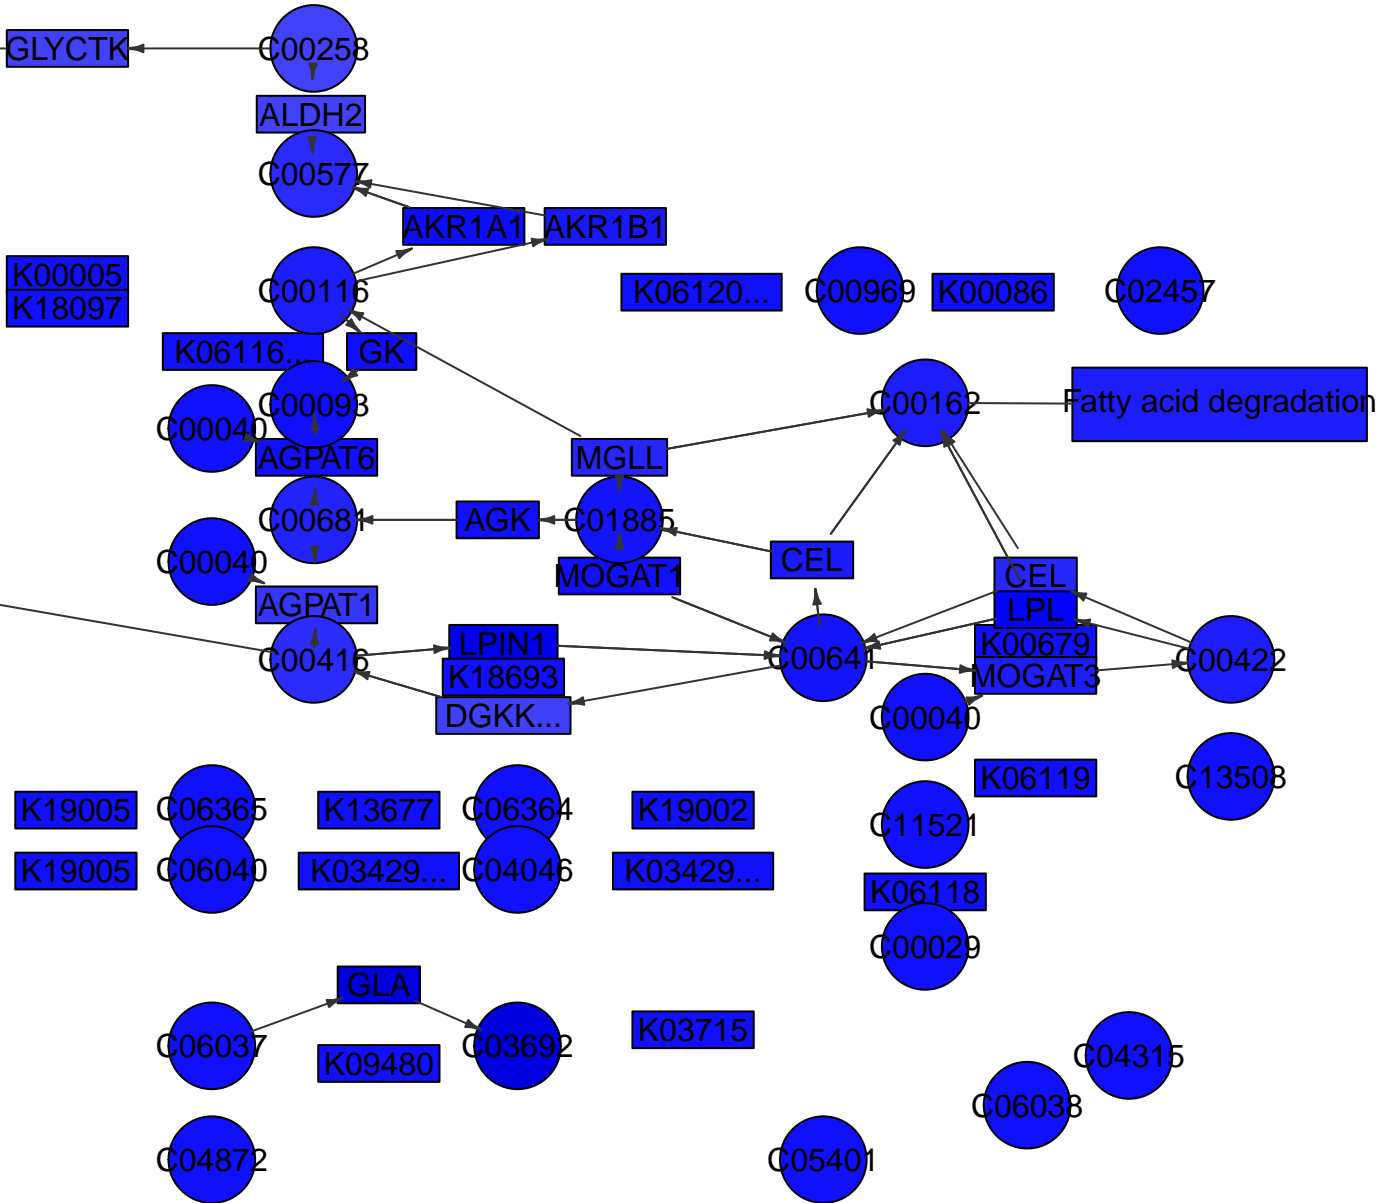 GLYCTK
C00258
ALDH2
C00577
AKR1A1
AKR1B1
K00005
K18097
C00116
K06120...
C00969
K00086
C02457
K06116...
GK
C00093
C00040
AGPAT6
MGLL
C00162
Fatty acid degradation
C00681
AGK
C01885
C00040
MOGAT1
CEL
CEL
AGPAT1
LPL
C00416
LPIN1
K18693
DGKK...
C00641
K00679
MOGAT3
C00422
C00040
K06119
C13508
K19005
C06365
K13677
C06364
K19002
C11521
K19005
C06040
K03429...
C04046
K03429...
K06118
C00029
GLA
C06037
K09480
C03692
K03715
C04315
C06038
C04872
C05401